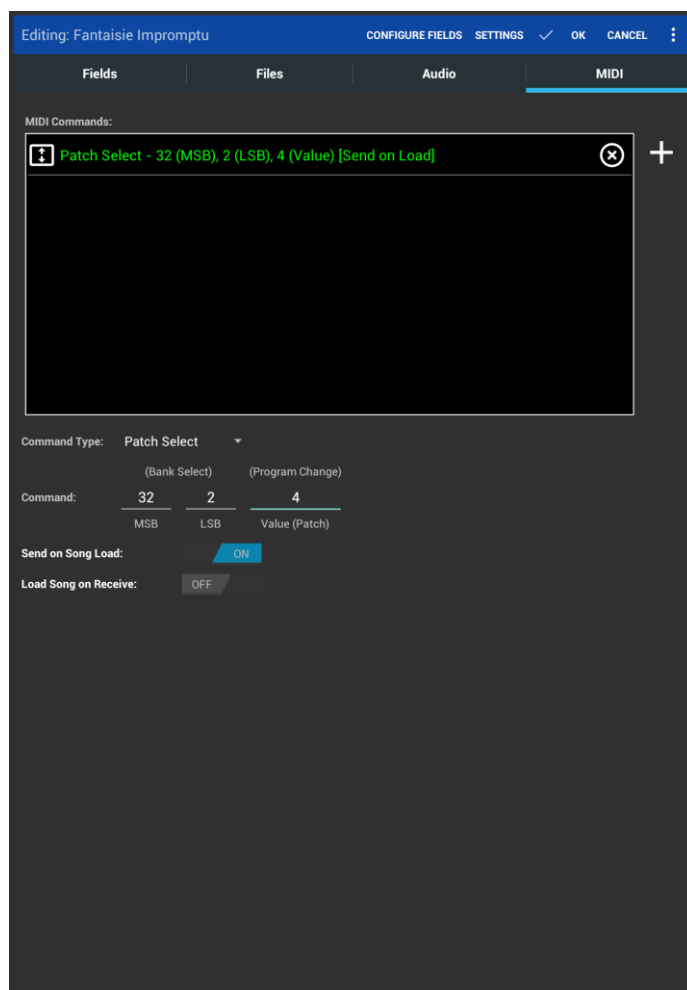 Editing: Fantaisie Impromptu CONFIGURE FIELDS SETTINGS OK CANCEL
Fields Files Audio MIDI
MIDI Commands:
Patch Select - 32 (MSB), 2 (LSB), 4 (Value) [Send on Load]
Command Type: Patch Select
(Bank Select) (Program Change)
Command: 32 2 4
MSB LSB Value (Patch)
Send on Song Load: ON
Load Song on Receive: OFF